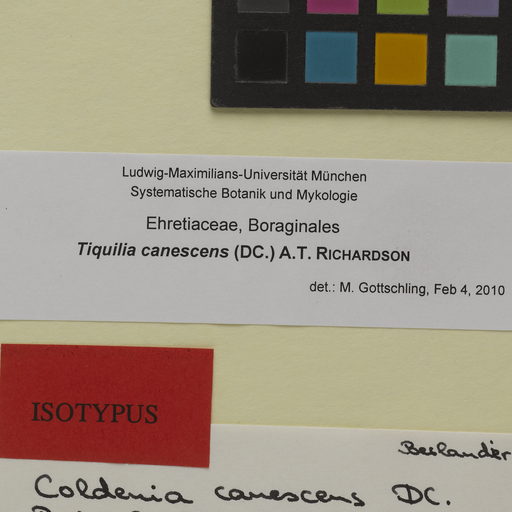 Ludwig-Maximilians-Universität München
Systematische Botanik und Mykologie
Ehretiaceae, Boraginales
Tiquilia canescens (DC.) A.T. RICHARDSON
det.: M. Gottschling, Feb 4, 2010
ISOTYPUS
Berlandier
Coldenia canescens DC.